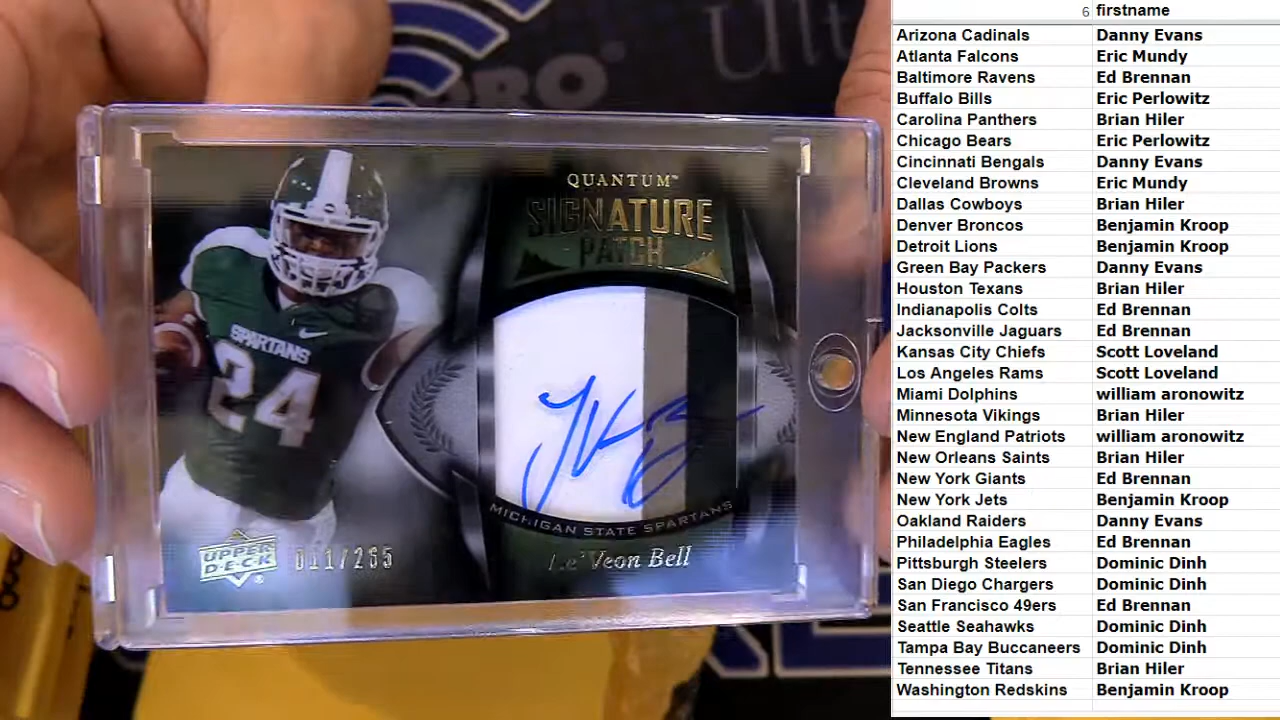 PRO
Ul
QUANTUM™
SIGNATURE
PATCH
SPARTANS
24
MICHIGAN STATE SPARTANS
Le'Veon Bell
UPPER
DECK
®
011/265
6 firstname
Arizona Cadinals Danny Evans
Atlanta Falcons Eric Mundy
Baltimore Ravens Ed Brennan
Buffalo Bills Eric Perlowitz
Carolina Panthers Brian Hiler
Chicago Bears Eric Perlowitz
Cincinnati Bengals Danny Evans
Cleveland Browns Eric Mundy
Dallas Cowboys Brian Hiler
Denver Broncos Benjamin Kroop
Detroit Lions Benjamin Kroop
Green Bay Packers Danny Evans
Houston Texans Brian Hiler
Indianapolis Colts Ed Brennan
Jacksonville Jaguars Ed Brennan
Kansas City Chiefs Scott Loveland
Los Angeles Rams Scott Loveland
Miami Dolphins william aronowitz
Minnesota Vikings Brian Hiler
New England Patriots william aronowitz
New Orleans Saints Brian Hiler
New York Giants Ed Brennan
New York Jets Benjamin Kroop
Oakland Raiders Danny Evans
Philadelphia Eagles Ed Brennan
Pittsburgh Steelers Dominic Dinh
San Diego Chargers Dominic Dinh
San Francisco 49ers Ed Brennan
Seattle Seahawks Dominic Dinh
Tampa Bay Buccaneers Dominic Dinh
Tennessee Titans Brian Hiler
Washington Redskins Benjamin Kroop